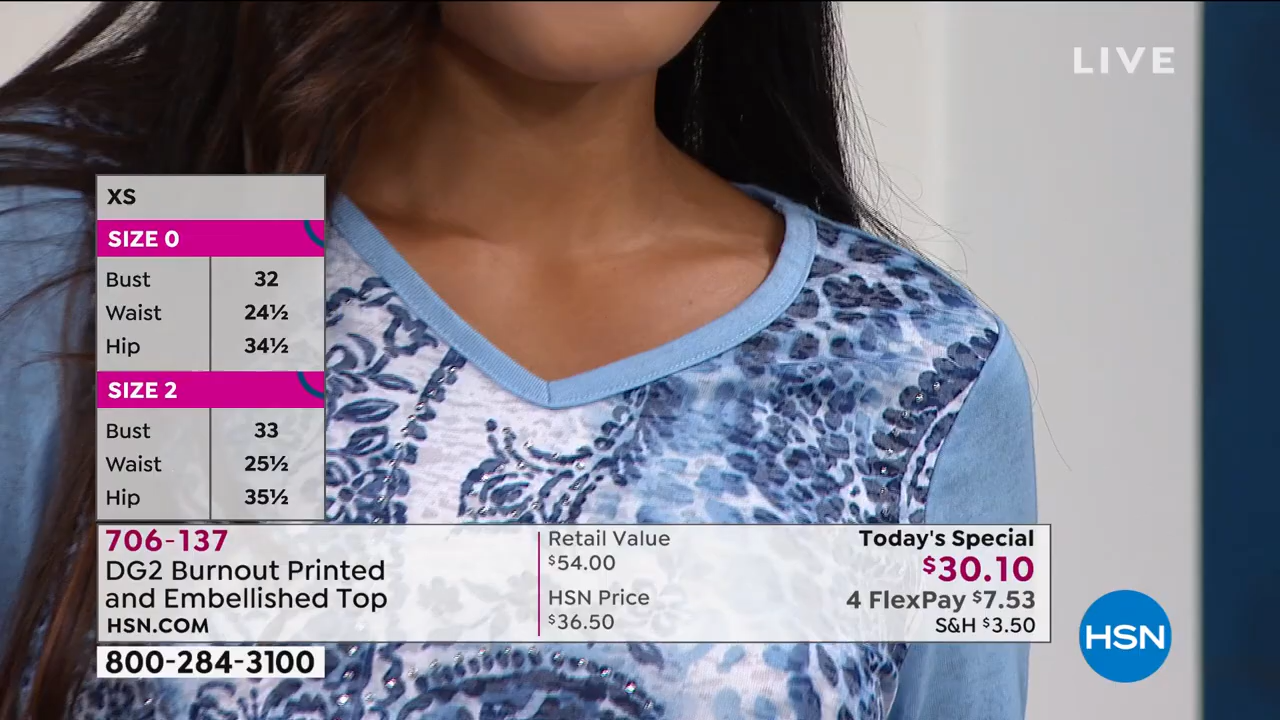 LIVE
XS
SIZE 0
Bust 32
Waist 24½
Hip 34½
SIZE 2
Bust 33
Waist 25½
Hip 35½
706-137
DG2 Burnout Printed
and Embellished Top
HSN.COM
Retail Value
$54.00
HSN Price
$36.50
Today's Special
$30.10
4 FlexPay $7.53
S&H $3.50
800-284-3100
HSN